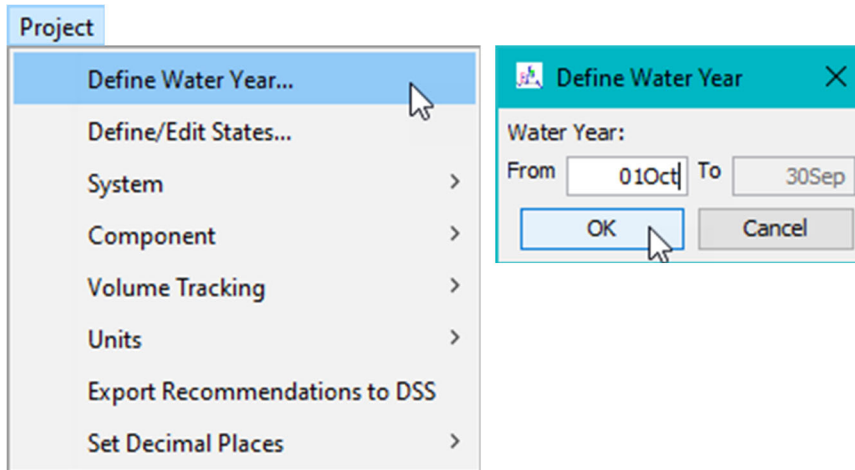 Project
Define Water Year...
Define/Edit States...
System
Component
Volume Tracking
Units
Export Recommendations to DSS
Set Decimal Places
Define Water Year
Water Year:
From 01Oct To 30Sep
OK Cancel